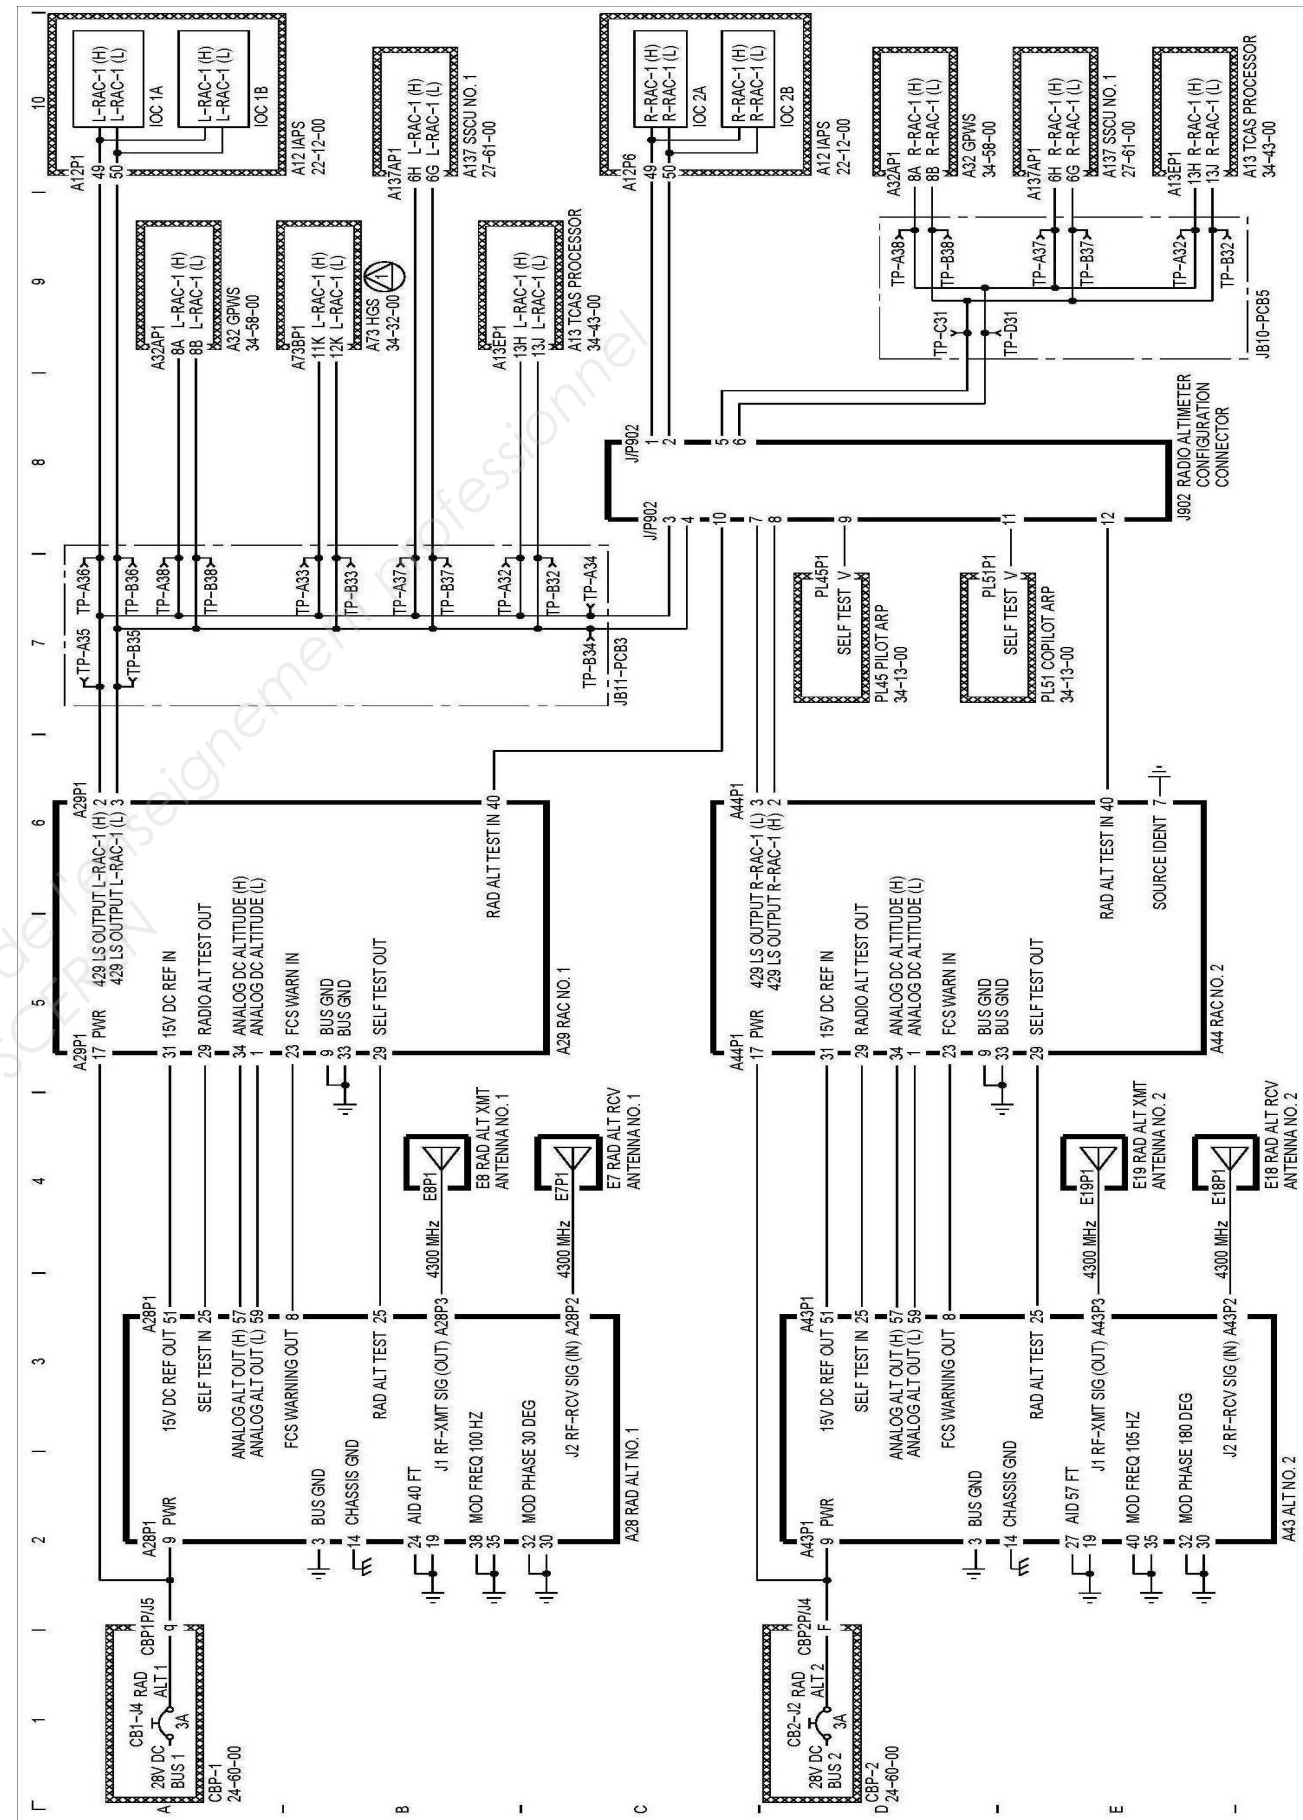 1
2
3
4
5
6
7
8
9
10
A
B
C
D
E
28V DC
BUS 1
CB1-J4 RAD
ALT 1
3A
CBP1P/J5
q
CBP-1
24-60-00
A28P1
9 PWR
3 BUS GND
14 CHASSIS GND
24 AID 40 FT
19
38 MOD FREQ 100 HZ
35
32 MOD PHASE 30 DEG
30
A28 RAD ALT NO. 1
A28P1
15V DC REF OUT 51
SELF TEST IN 25
ANALOG ALT OUT (H) 57
ANALOG ALT OUT (L) 59
FCS WARNING OUT 8
RAD ALT TEST 25
J1 RF-XMT SIG (OUT) A28P3
J2 RF-RCV SIG (IN) A28P2
4300 MHz
4300 MHz
E8P1
E8 RAD ALT XMT
ANTENNA NO. 1
E7P1
E7 RAD ALT RCV
ANTENNA NO. 1
A29P1
17 PWR
31 15V DC REF IN
29 RADIO ALT TEST OUT
34 ANALOG DC ALTITUDE (H)
1 ANALOG DC ALTITUDE (L)
23 FCS WARN IN
9 BUS GND
33 BUS GND
29 SELF TEST OUT
A29 RAC NO. 1
A29P1
429 LS OUTPUT L-RAC-1 (H) 2
429 LS OUTPUT L-RAC-1 (L) 3
RAD ALT TEST IN 40
TP-A35
TP-B35
TP-A36
TP-B36
TP-A38
TP-B38
TP-A33
TP-B33
TP-A37
TP-B37
TP-A32
TP-B32
TP-A34
TP-B34
JB11-PCB3
A12P1
49
50
L-RAC-1 (H)
L-RAC-1 (L)
IOC 1A
L-RAC-1 (H)
L-RAC-1 (L)
IOC 1B
A12 IAPS
22-12-00
A32AP1
8A L-RAC-1 (H)
8B L-RAC-1 (L)
A32 GPWS
34-58-00
A73BP1
11K L-RAC-1 (H)
12K L-RAC-1 (L)
A73 HGS
34-32-00
1
A137AP1
6H L-RAC-1 (H)
6G L-RAC-1 (L)
A137 SSCU NO. 1
27-61-00
A13EP1
13H L-RAC-1 (H)
13J L-RAC-1 (L)
A13 TCAS PROCESSOR
34-43-00
28V DC
BUS 2
CB2-J2 RAD
ALT 2
3A
CBP2P/J4
F
CBP-2
24-60-00
A43P1
9 PWR
3 BUS GND
14 CHASSIS GND
27 AID 57 FT
19
40 MOD FREQ 105 HZ
35
32 MOD PHASE 180 DEG
30
A43 ALT NO. 2
A43P1
15V DC REF OUT 51
SELF TEST IN 25
ANALOG ALT OUT (H) 57
ANALOG ALT OUT (L) 59
FCS WARNING OUT 8
RAD ALT TEST 25
J1 RF-XMT SIG (OUT) A43P3
J2 RF-RCV SIG (IN) A43P2
4300 MHz
4300 MHz
E19P1
E19 RAD ALT XMT
ANTENNA NO. 2
E18P1
E18 RAD ALT RCV
ANTENNA NO. 2
A44P1
17 PWR
31 15V DC REF IN
29 RADIO ALT TEST OUT
34 ANALOG DC ALTITUDE (H)
1 ANALOG DC ALTITUDE (L)
23 FCS WARN IN
9 BUS GND
33 BUS GND
29 SELF TEST OUT
A44 RAC NO. 2
A44P1
429 LS OUTPUT R-RAC-1 (L) 3
429 LS OUTPUT R-RAC-1 (H) 2
RAD ALT TEST IN 40
SOURCE IDENT 7
PL45P1
SELF TEST V
PL45 PILOT ARP
34-13-00
PL51P1
SELF TEST V
PL51 COPILOT ARP
34-13-00
J/P902
3
4
10
7
8
9
11
12
J/P902
1
2
5
6
J902 RADIO ALTIMETER
CONFIGURATION
CONNECTOR
A12P6
49
50
R-RAC-1 (H)
R-RAC-1 (L)
IOC 2A
R-RAC-1 (H)
R-RAC-1 (L)
IOC 2B
A12 IAPS
22-12-00
TP-C31
TP-D31
TP-A38
TP-B38
TP-A37
TP-B37
TP-A32
TP-B32
JB10-PCB5
A32AP1
8A R-RAC-1 (H)
8B R-RAC-1 (L)
A32 GPWS
34-58-00
A137AP1
6H R-RAC-1 (H)
6G R-RAC-1 (L)
A137 SSCU NO. 1
27-61-00
A13EP1
13H R-RAC-1 (H)
13J R-RAC-1 (L)
A13 TCAS PROCESSOR
34-43-00
de l'enseignement professionnel